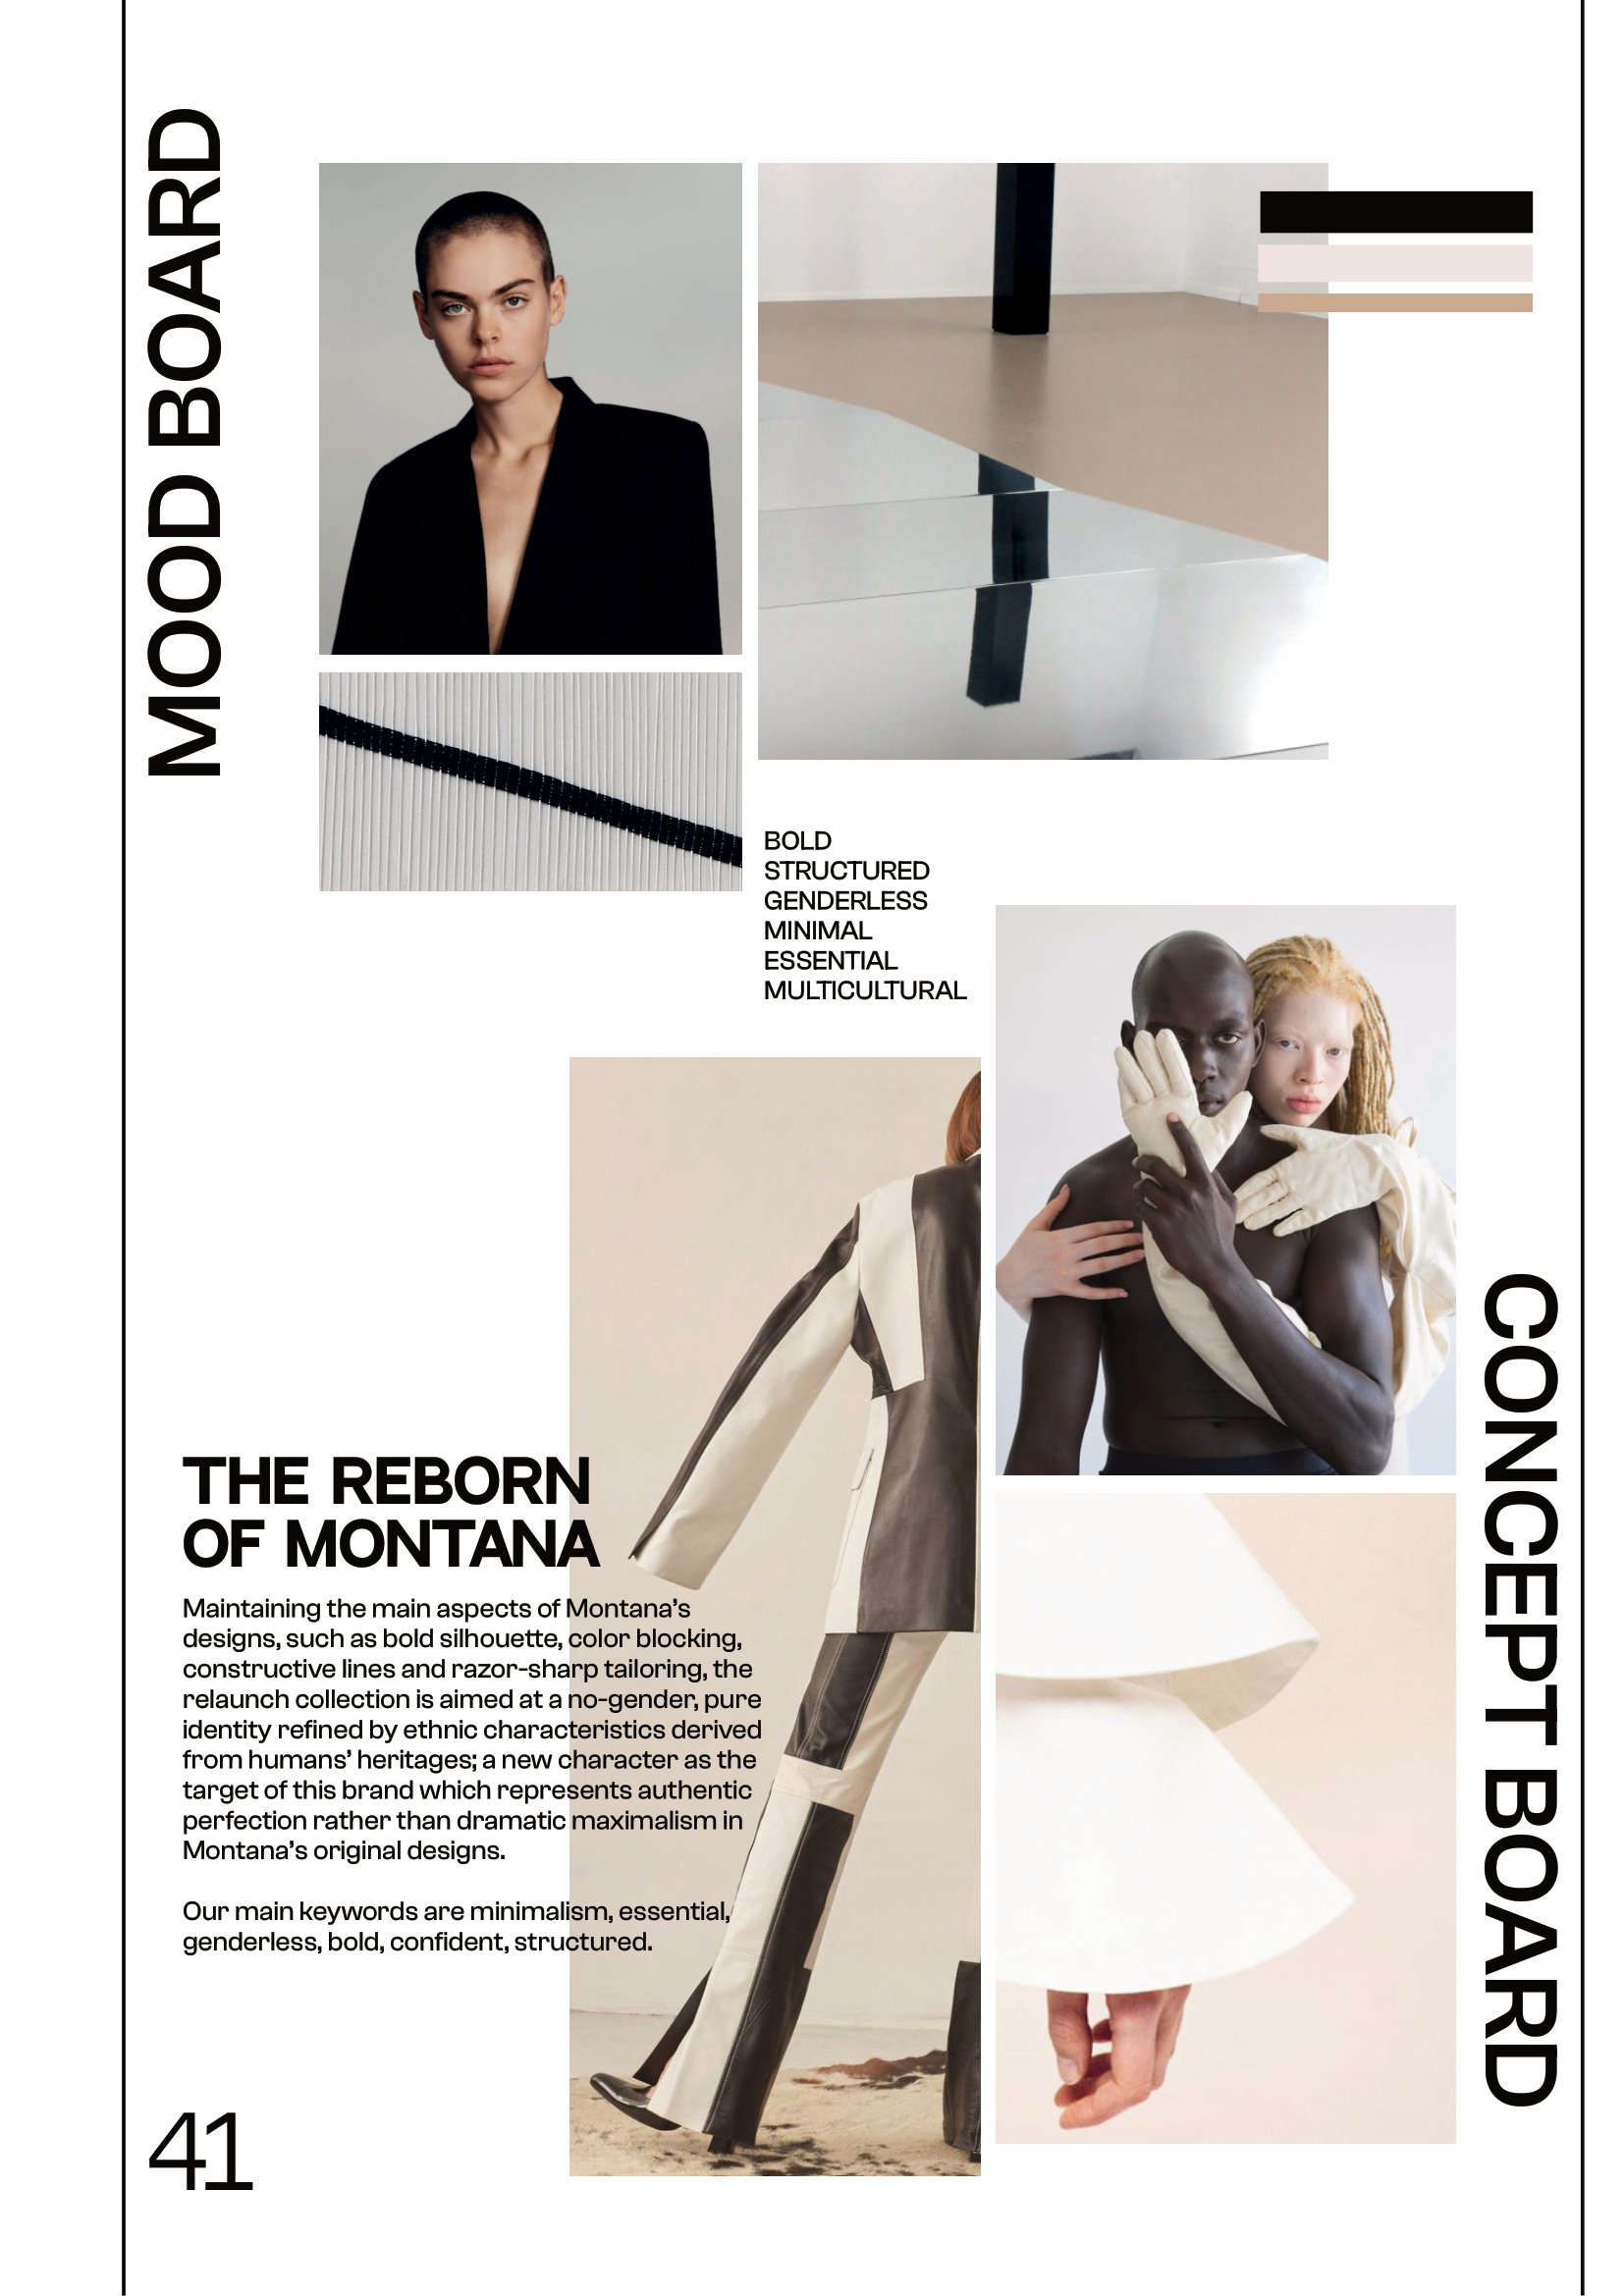 MOOD BOARD
BOLD
STRUCTURED
GENDERLESS
MINIMAL
ESSENTIAL
MULTICULTURAL
CONCEPT BOARD
THE REBORN
OF MONTANA
Maintaining the main aspects of Montana’s
designs, such as bold silhouette, color blocking,
constructive lines and razor-sharp tailoring, the
relaunch collection is aimed at a no-gender, pure
identity refined by ethnic characteristics derived
from humans’ heritages; a new character as the
target of this brand which represents authentic
perfection rather than dramatic maximalism in
Montana’s original designs.
Our main keywords are minimalism, essential,
genderless, bold, confident, structured.
41